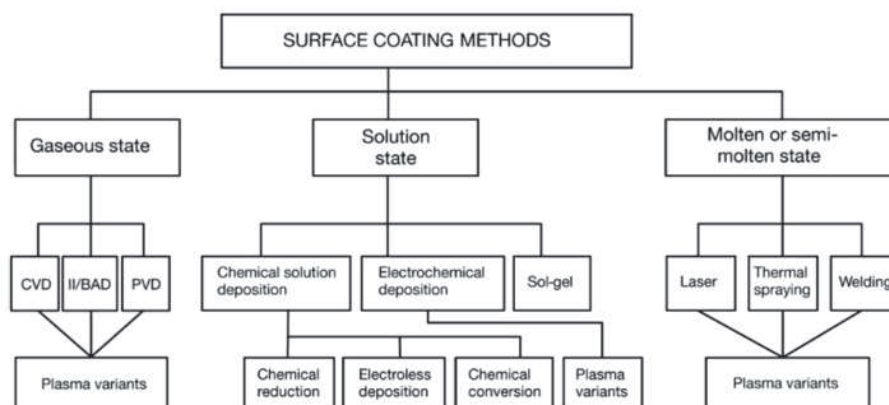 SURFACE COATING METHODS
Gaseous state
Solution
state
Molten or semi-
molten state
CVD
II/BAD
PVD
Chemical solution
deposition
Electrochemical
deposition
Sol-gel
Laser
Thermal
spraying
Welding
Plasma variants
Chemical
reduction
Electroless
deposition
Chemical
conversion
Plasma
variants
Plasma variants